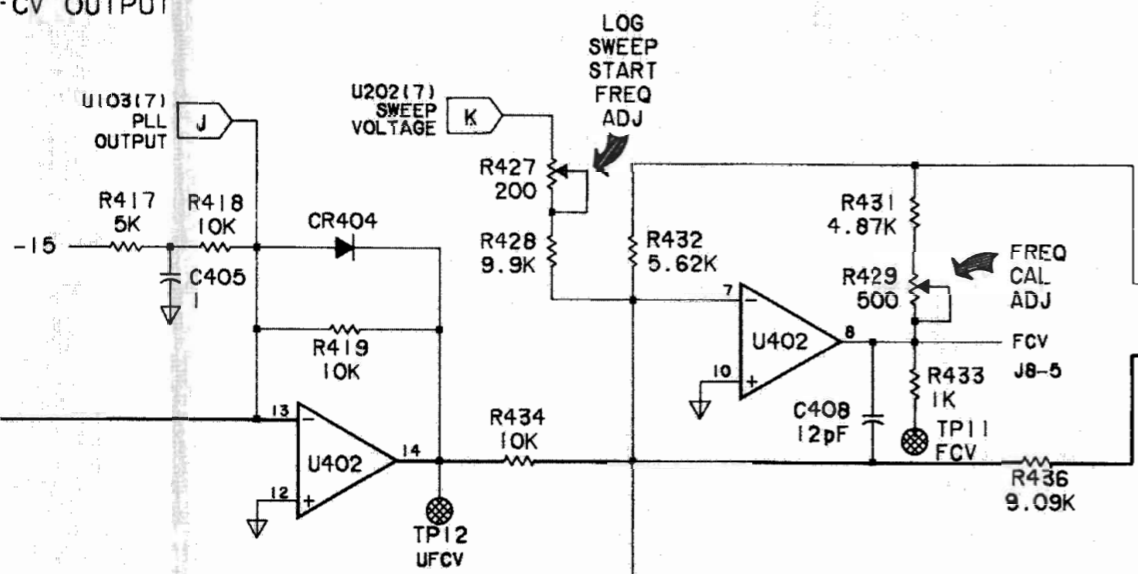 FCV OUTPUT
LOG
SWEEP
START
FREQ
ADJ
U103(7)
PLL
OUTPUT
J
U202(7)
SWEEP
VOLTAGE
K
R427
200
R417
5K
R418
10K
CR404
-15
C405
1
R428
9.9K
R432
5.62K
R431
4.87K
R429
500
FREQ
CAL
ADJ
R419
10K
7
-
U402
8
10
+
FCV
J8-5
R433
1K
C408
12pF
TP11
FCV
13
-
U402
14
12
+
R434
10K
TP12
UFCV
R436
9.09K